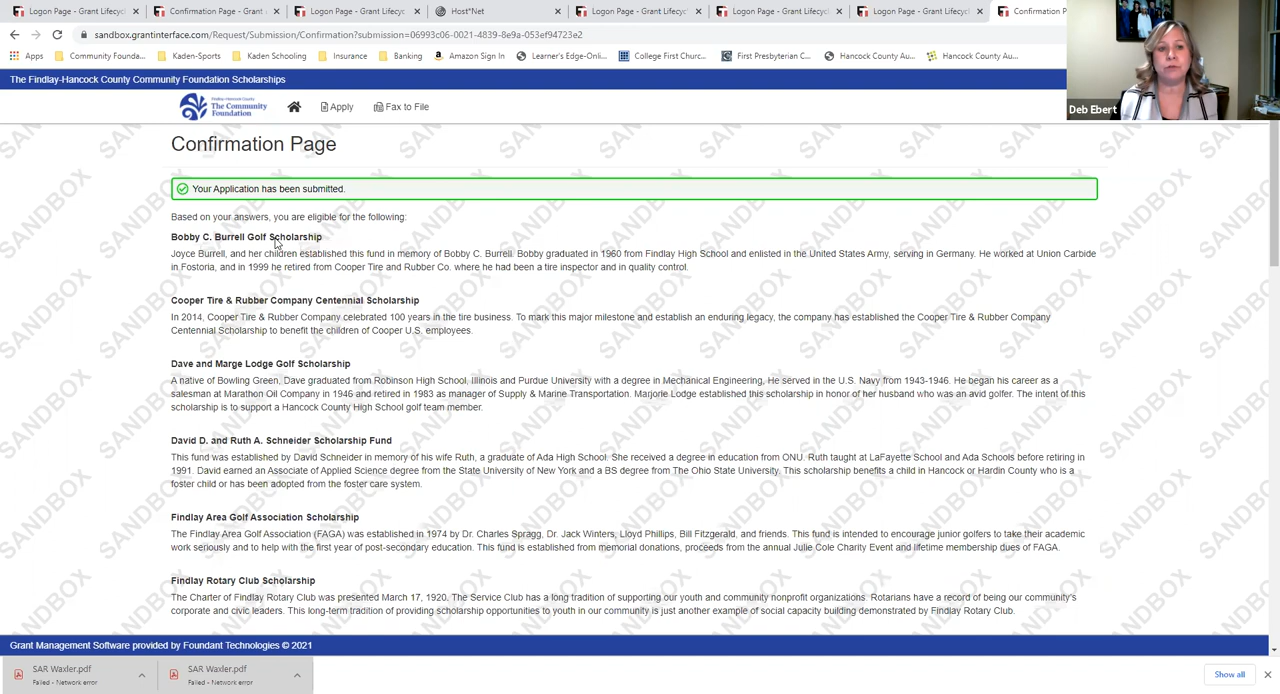 Logon Page - Grant Lifecyc
Confirmation Page - Grant
Logon Page - Grant Lifecyc
Host*Net
Logon Page - Grant Lifecyc
Logon Page - Grant Lifecyc
Logon Page - Grant Lifecyc
Confirmation P
sandbox.grantinterface.com/Request/Submission/Confirmation?submission=06993c06-0021-4839-8e9a-053ef94723e2
Apps
Community Founda...
Kaden-Sports
Kaden Schooling
Insurance
Banking
Amazon Sign In
Learner's Edge-Onli...
College First Churc...
First Presbyterian C...
Hancock County Au...
Hancock County Au...
Deb Ebert
The Findlay-Hancock County Community Foundation Scholarships
Findlay-Hancock County
The Community
Foundation
Apply
Fax to File
Confirmation Page
Your Application has been submitted.
Based on your answers, you are eligible for the following:
Bobby C. Burrell Golf Scholarship
Joyce Burrell, and her children established this fund in memory of Bobby C. Burrell. Bobby graduated in 1960 from Findlay High School and enlisted in the United States Army, serving in Germany. He worked at Union Carbide
in Fostoria, and in 1999 he retired from Cooper Tire and Rubber Co. where he had been a tire inspector and in quality control.
Cooper Tire & Rubber Company Centennial Scholarship
In 2014, Cooper Tire & Rubber Company celebrated 100 years in the tire business. To mark this major milestone and establish an enduring legacy, the company has established the Cooper Tire & Rubber Company
Centennial Scholarship to benefit the children of Cooper U.S. employees.
Dave and Marge Lodge Golf Scholarship
A native of Bowling Green, Dave graduated from Robinson High School, Illinois and Purdue University with a degree in Mechanical Engineering, He served in the U.S. Navy from 1943-1946. He began his career as a
salesman at Marathon Oil Company in 1946 and retired in 1983 as manager of Supply & Marine Transportation. Marjorie Lodge established this scholarship in honor of her husband who was an avid golfer. The intent of this
scholarship is to support a Hancock County High School golf team member.
David D. and Ruth A. Schneider Scholarship Fund
This fund was established by David Schneider in memory of his wife Ruth, a graduate of Ada High School. She received a degree in education from ONU. Ruth taught at LaFayette School and Ada Schools before retiring in
1991. David earned an Associate of Applied Science degree from the State University of New York and a BS degree from The Ohio State University. This scholarship benefits a child in Hancock or Hardin County who is a
foster child or has been adopted from the foster care system.
Findlay Area Golf Association Scholarship
The Findlay Area Golf Association (FAGA) was established in 1974 by Dr. Charles Spragg, Dr. Jack Winters, Lloyd Phillips, Bill Fitzgerald, and friends. This fund is intended to encourage junior golfers to take their academic
work seriously and to help with the first year of post-secondary education. This fund is established from memorial donations, proceeds from the annual Julie Cole Charity Event and lifetime membership dues of FAGA.
Findlay Rotary Club Scholarship
The Charter of Findlay Rotary Club was presented March 17, 1920. The Service Club has a long tradition of supporting our youth and community nonprofit organizations. Rotarians have a record of being our community's
corporate and civic leaders. This long-term tradition of providing scholarship opportunities to youth in our community is just another example of social capacity building demonstrated by Findlay Rotary Club.
SANDBOX
Grant Management Software provided by Foundant Technologies © 2021
SAR Waxler.pdf
Failed - Network error
SAR Waxler.pdf
Failed - Network error
Show all